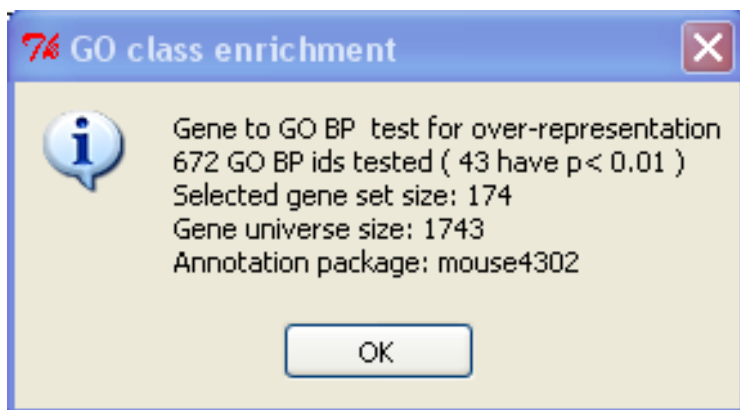 7% GO class enrichment
Gene to GO BP  test for over-representation
672 GO BP ids tested ( 43 have p< 0.01 )
Selected gene set size: 174
Gene universe size: 1743
Annotation package: mouse4302
OK